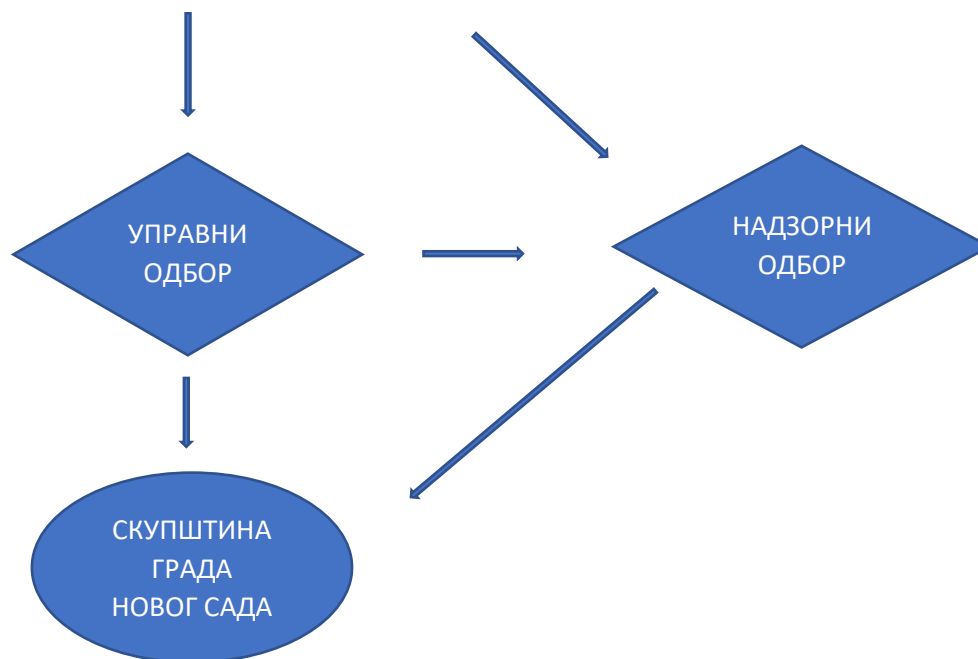 УПРАВНИ
ОДБОР
НАДЗОРНИ
ОДБОР
СКУПШТИНА
ГРАДА
НОВОГ САДА